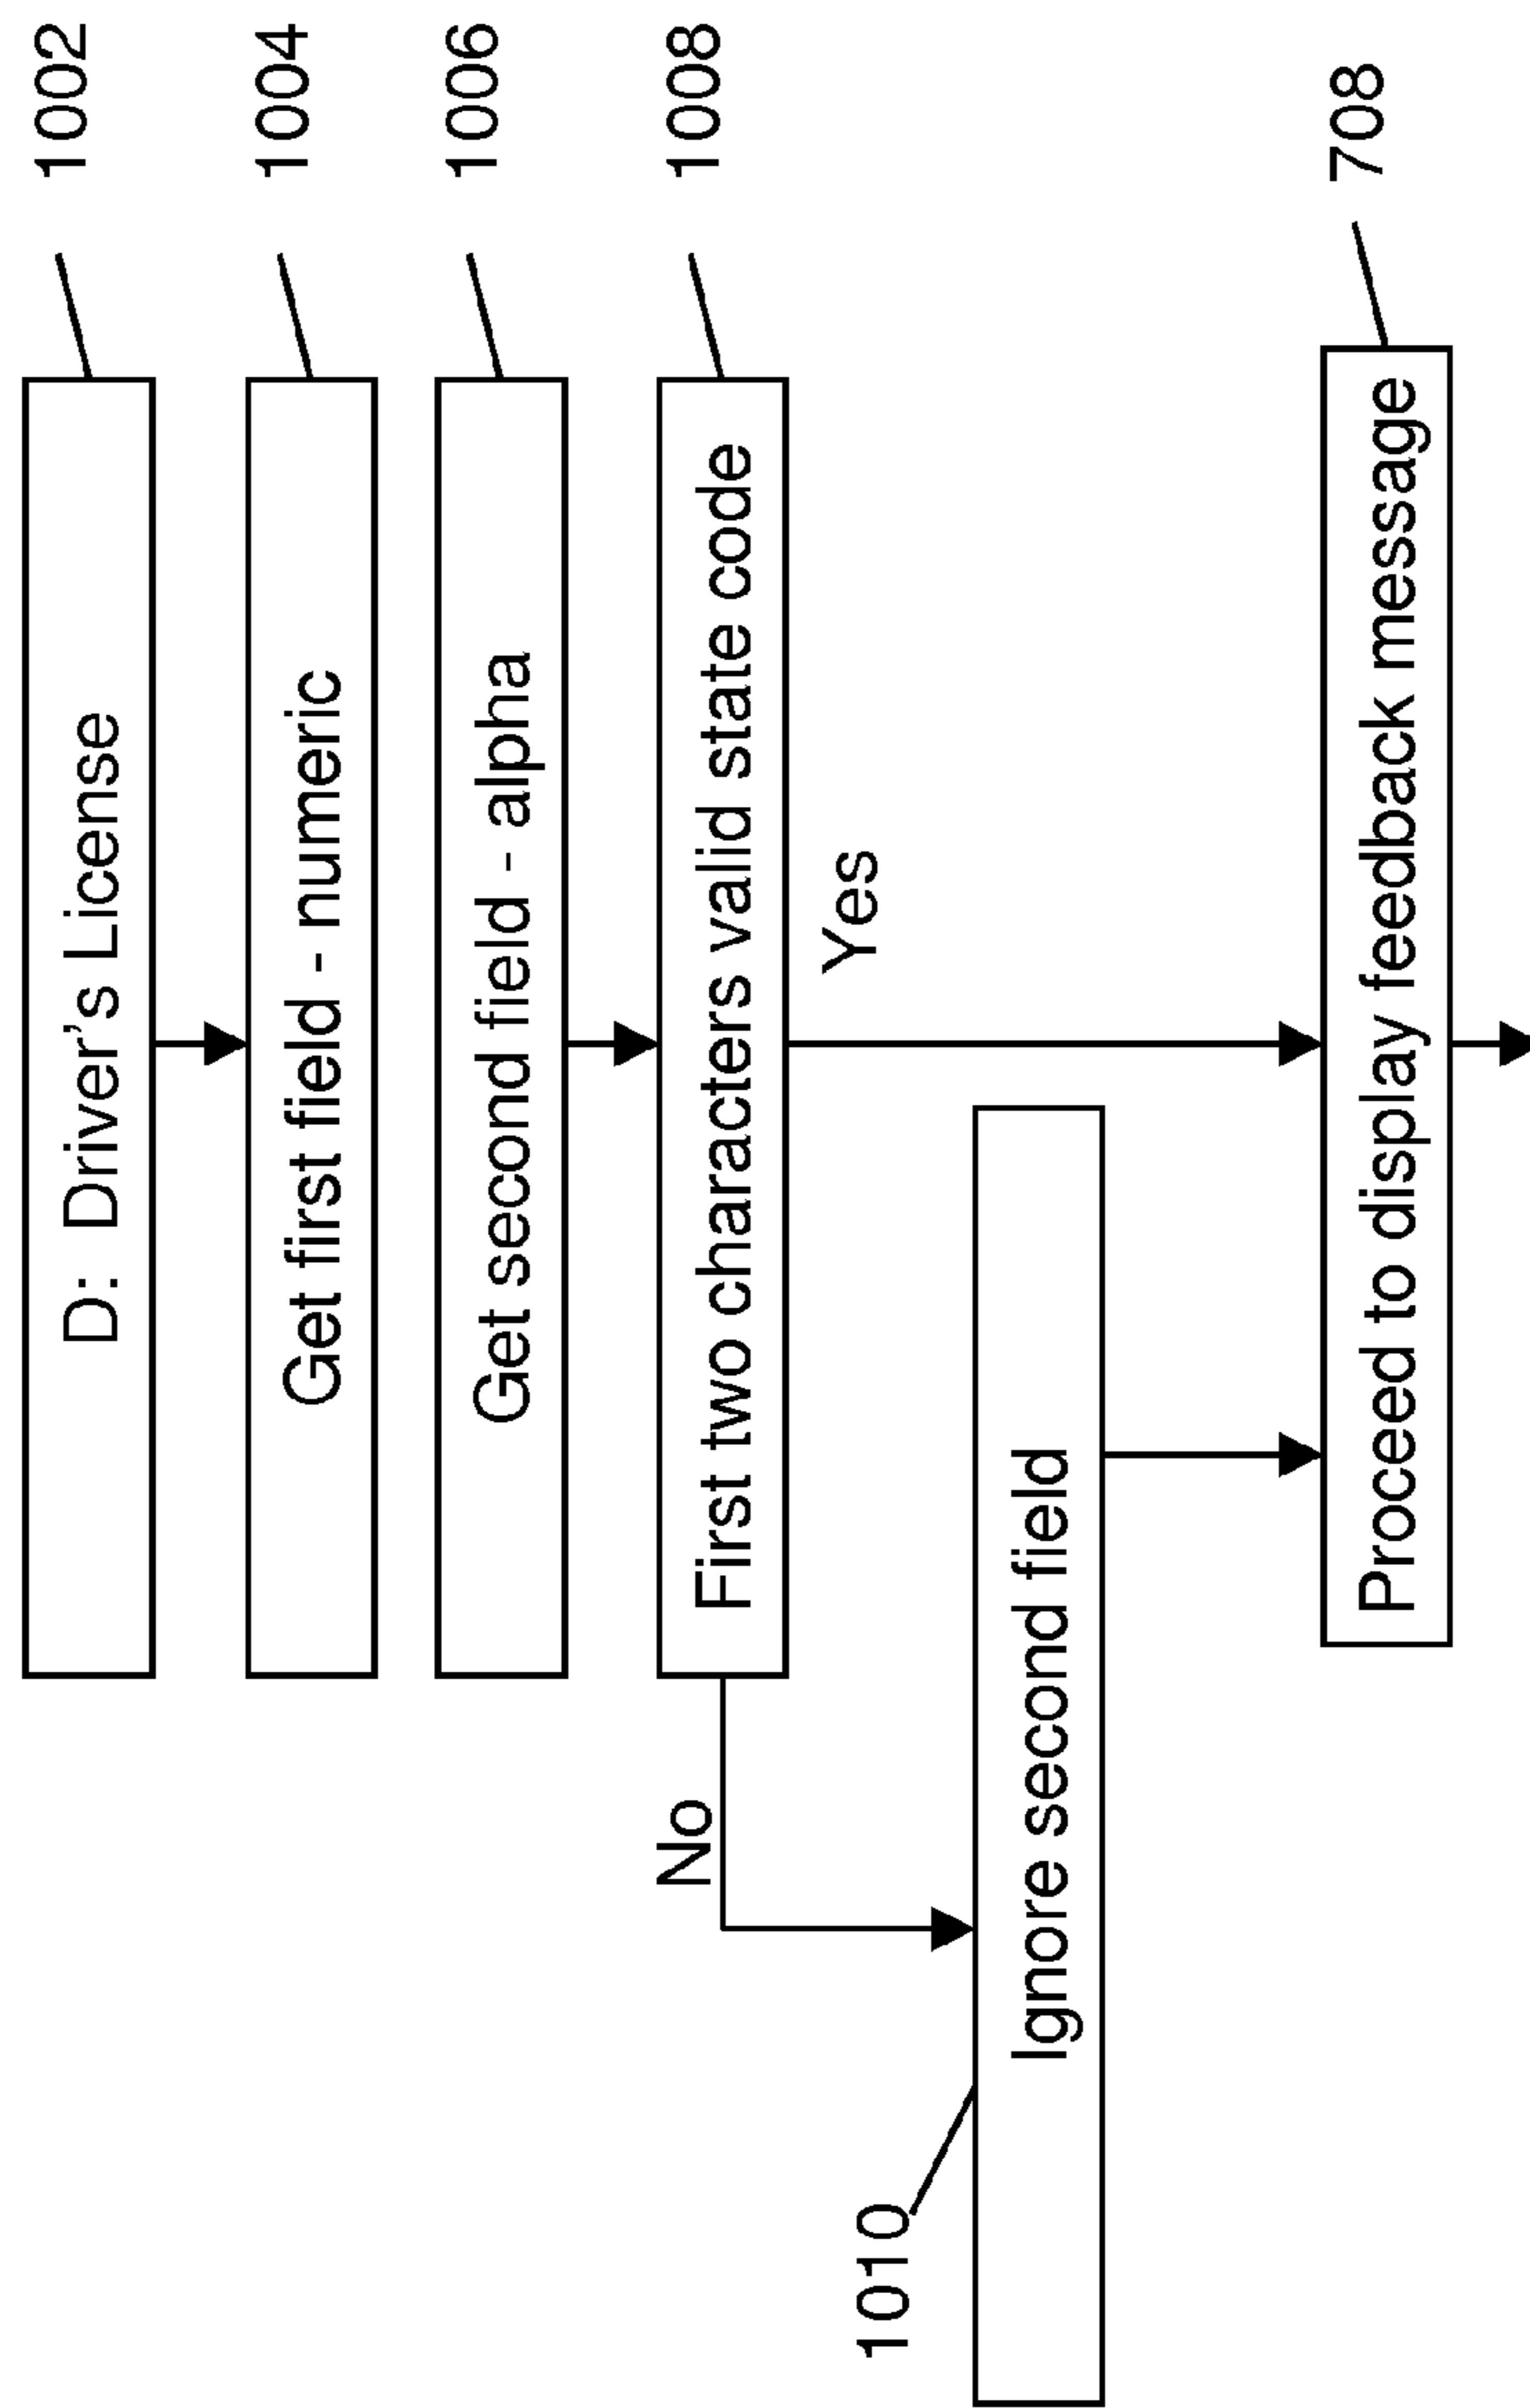 D: Driver's License
1002
Get first field - numeric
1004
Get second field - alpha
1006
First two characters valid state code
1008
No
Yes
1010
Ignore second field
Proceed to display feedback message
708